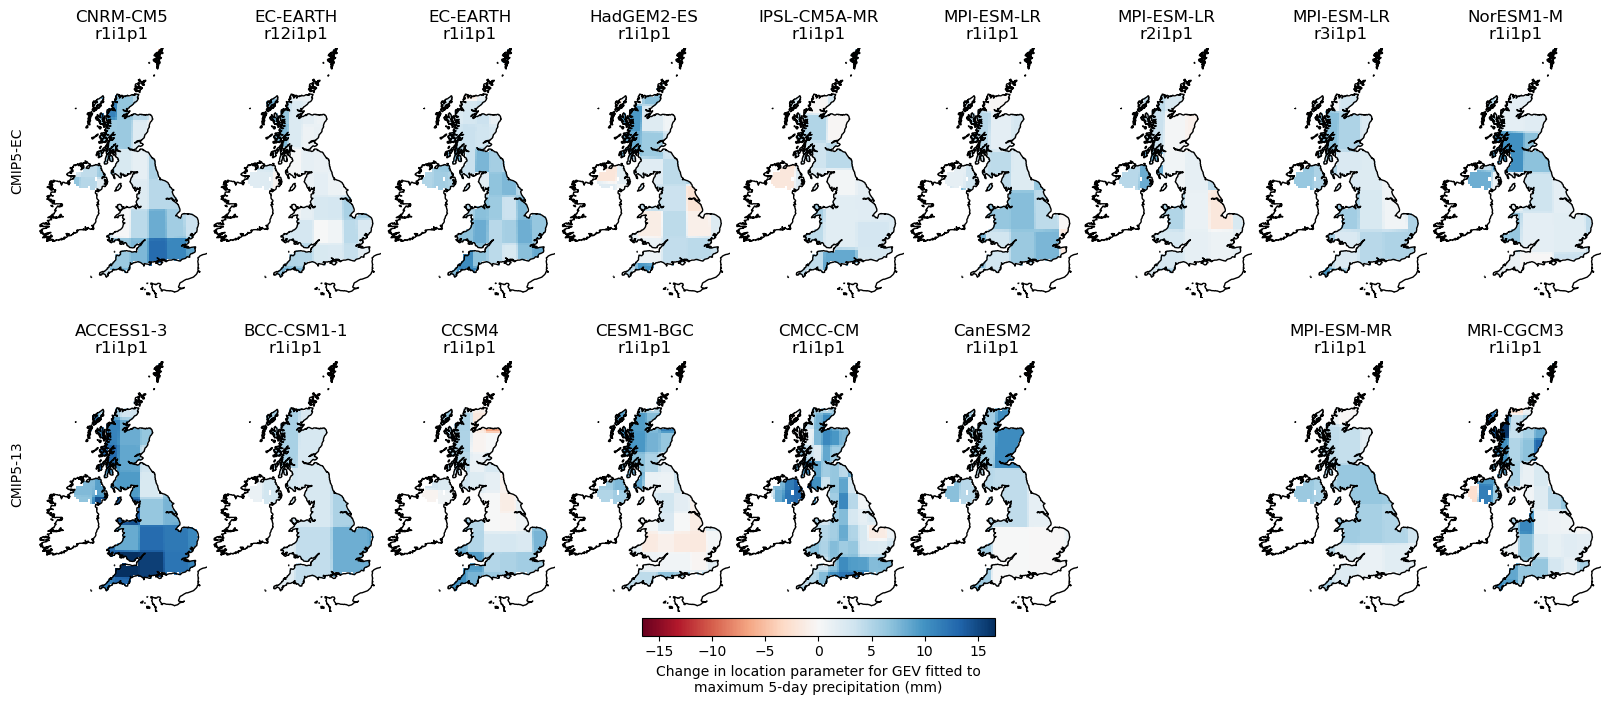 CNRM-CM5
r1i1p1
EC-EARTH
r12i1p1
EC-EARTH
r1i1p1
HadGEM2-ES
r1i1p1
IPSL-CM5A-MR
r1i1p1
MPI-ESM-LR
r1i1p1
MPI-ESM-LR
r2i1p1
MPI-ESM-LR
r3i1p1
NorESM1-M
r1i1p1
CMIP5-EC
ACCESS1-3
r1i1p1
BCC-CSM1-1
r1i1p1
CCSM4
r1i1p1
CESM1-BGC
r1i1p1
CMCC-CM
r1i1p1
CanESM2
r1i1p1
MPI-ESM-MR
r1i1p1
MRI-CGCM3
r1i1p1
CMIP5-13
−15 −10 −5 0 5 10 15
Change in location parameter for GEV fitted to
maximum 5-day precipitation (mm)